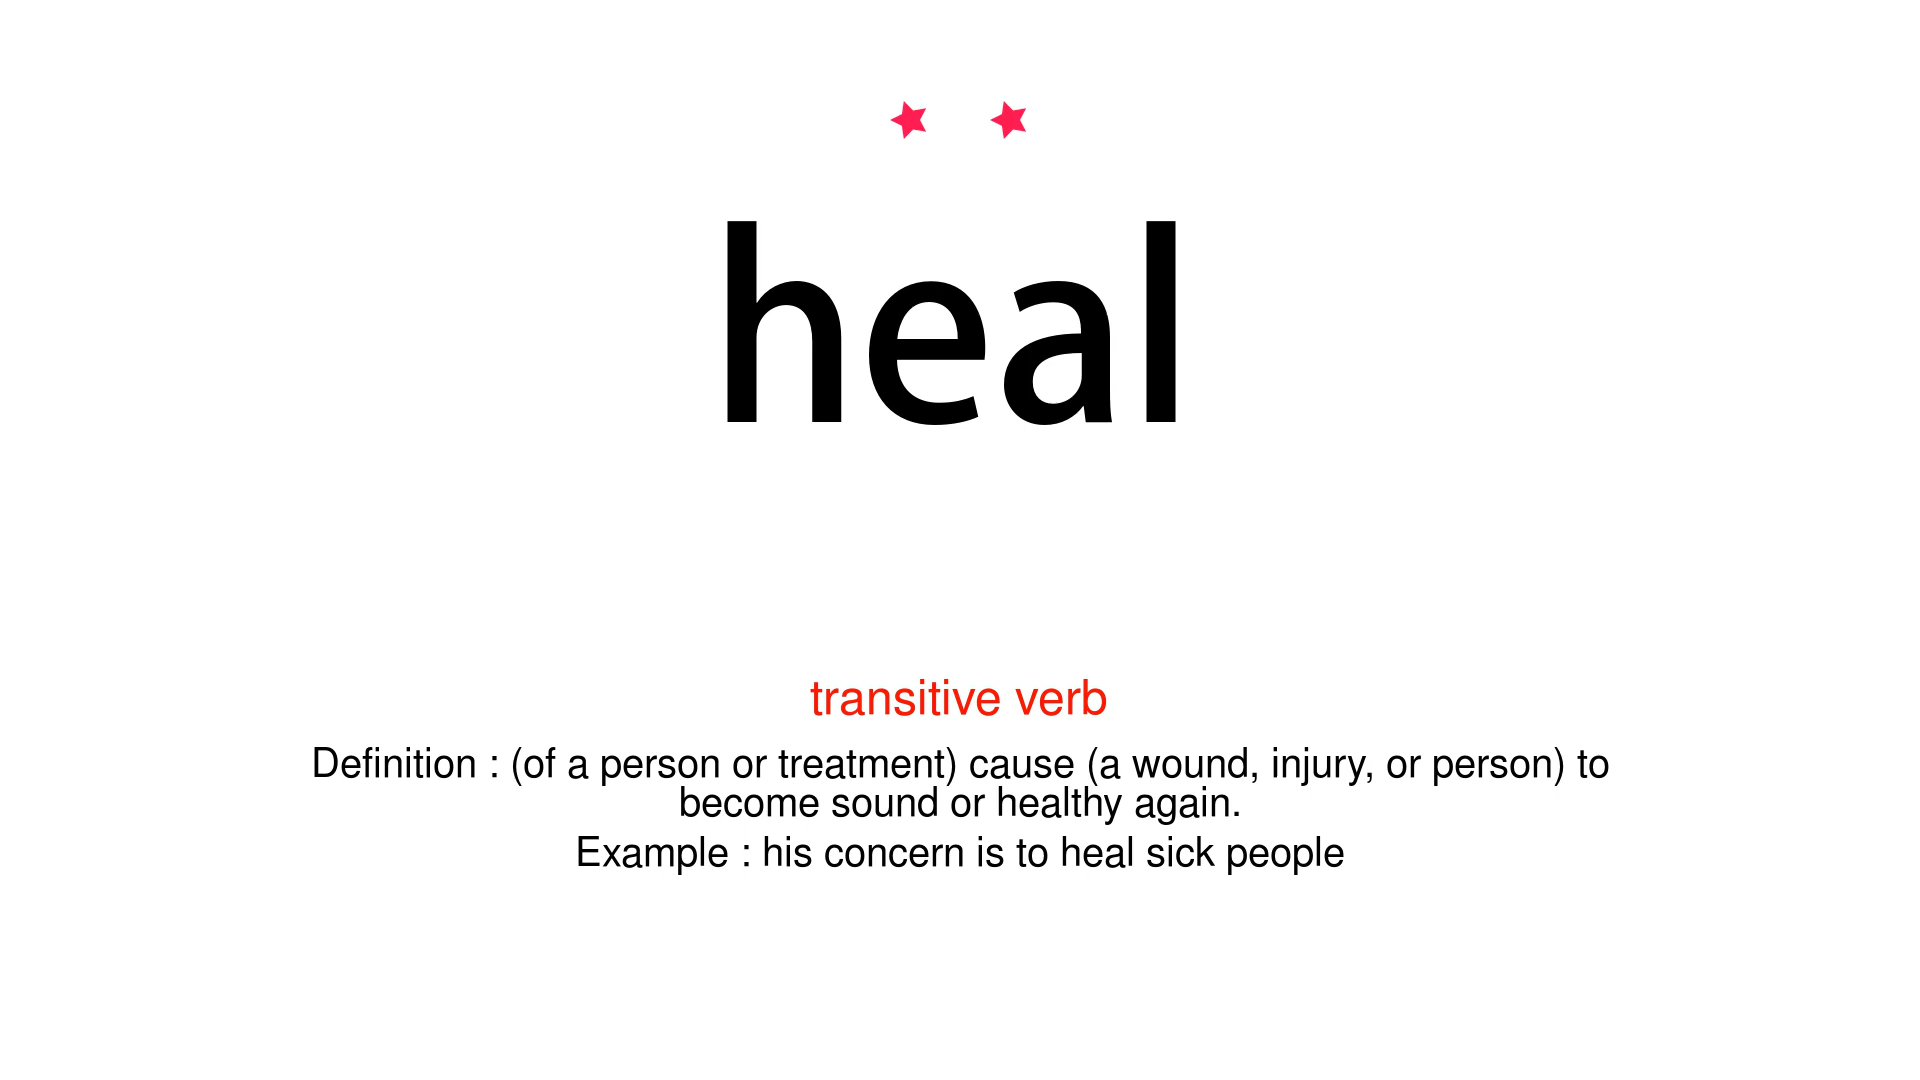 heal
transitive verb
Definition : (of a person or treatment) cause (a wound, injury, or person) to
become sound or healthy again.
Example : his concern is to heal sick people